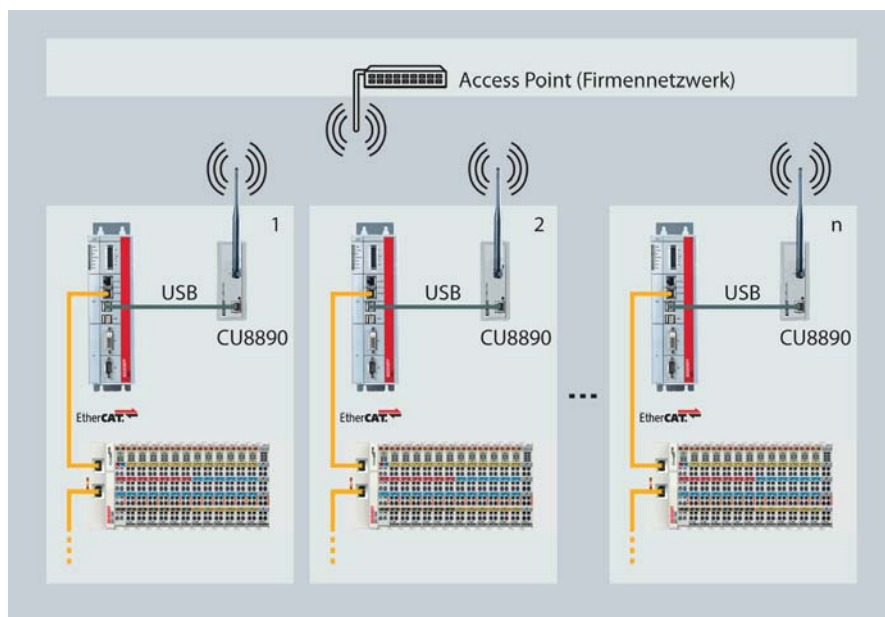 Access Point (Firmennetzwerk)
1
USB
CU8890
EtherCAT.
2
USB
CU8890
EtherCAT.
...
n
USB
CU8890
EtherCAT.